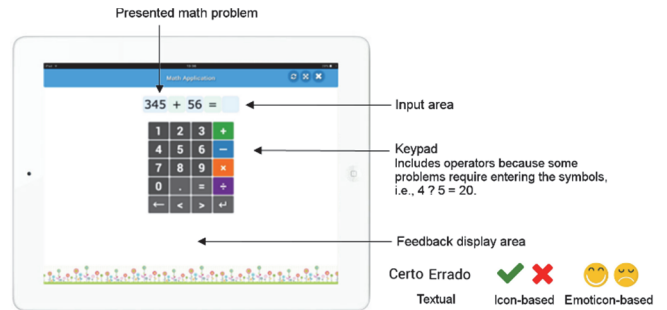 Presented math problem
Math Application
345 + 56 =
Input area
1 2 3 +
4 5 6 −
7 8 9 ×
0 . = ÷
← < > ↵
Keypad
Includes operators because some
problems require entering the symbols,
i.e., 4 ? 5 = 20.
Feedback display area
Certo Errado
Textual Icon-based Emoticon-based